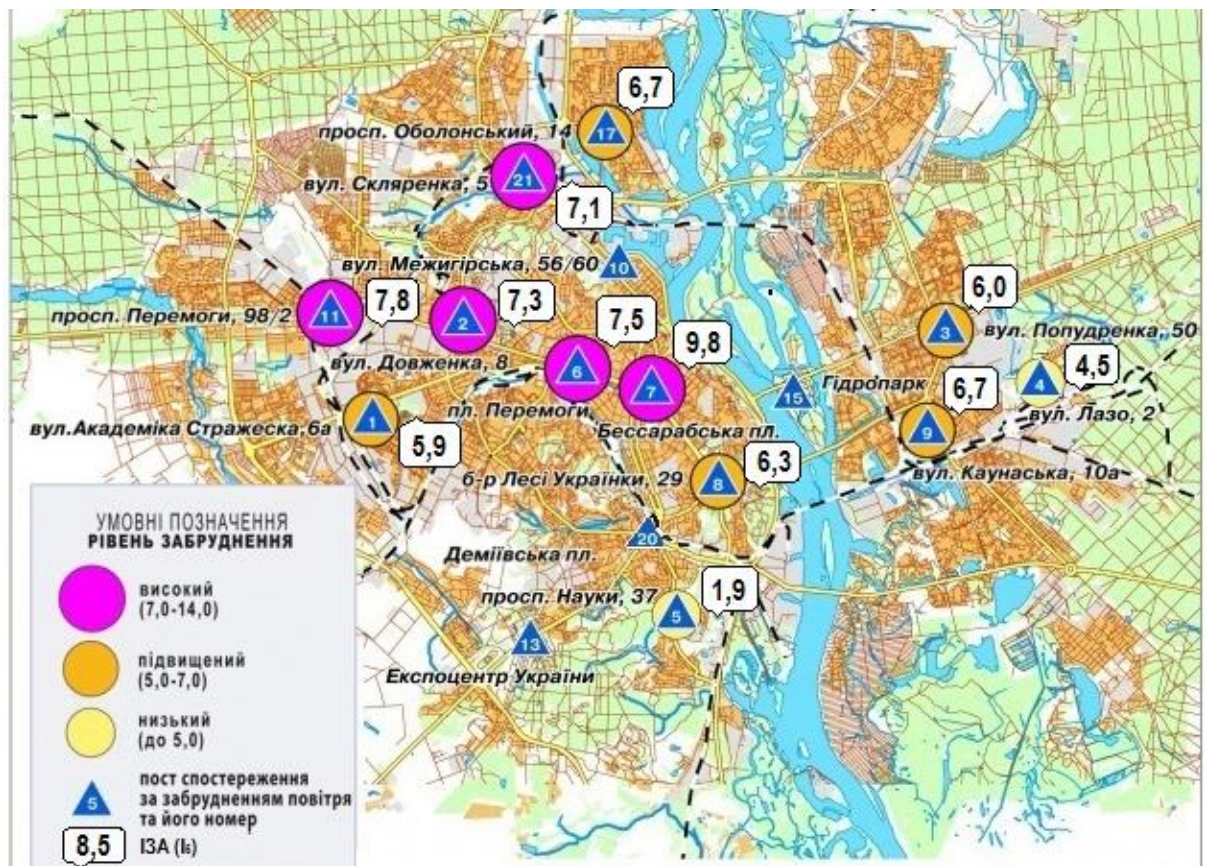 6,7
17
просп. Оболонський, 14
21
вул. Скляренка, 5
7,1
вул. Межигірська, 56/60
10
6,0
7,8
7,3
7,5
11
2
3
просп. Перемоги, 98/2
вул. Попудренка, 50
9,8
вул. Довженка, 8
6
4,5
4
7
Гідропарк
15
6,7
пл. Перемоги
вул. Лазо, 2
вул.Академіка Стражеска,6а
1
Бессарабська пл.
9
5,9
6,3
б-р Лесі Українки, 29
8
вул. Каунаська, 10а
20
Деміївська пл.
просп. Науки, 37
1,9
5
13
Експоцентр України
УМОВНІ ПОЗНАЧЕННЯ
РІВЕНЬ ЗАБРУДНЕННЯ
високий
(7,0-14,0)
підвищений
(5,0-7,0)
низький
(до 5,0)
5
пост спостереження
за забрудненням повітря
та його номер
8,5 ІЗА (I₅)